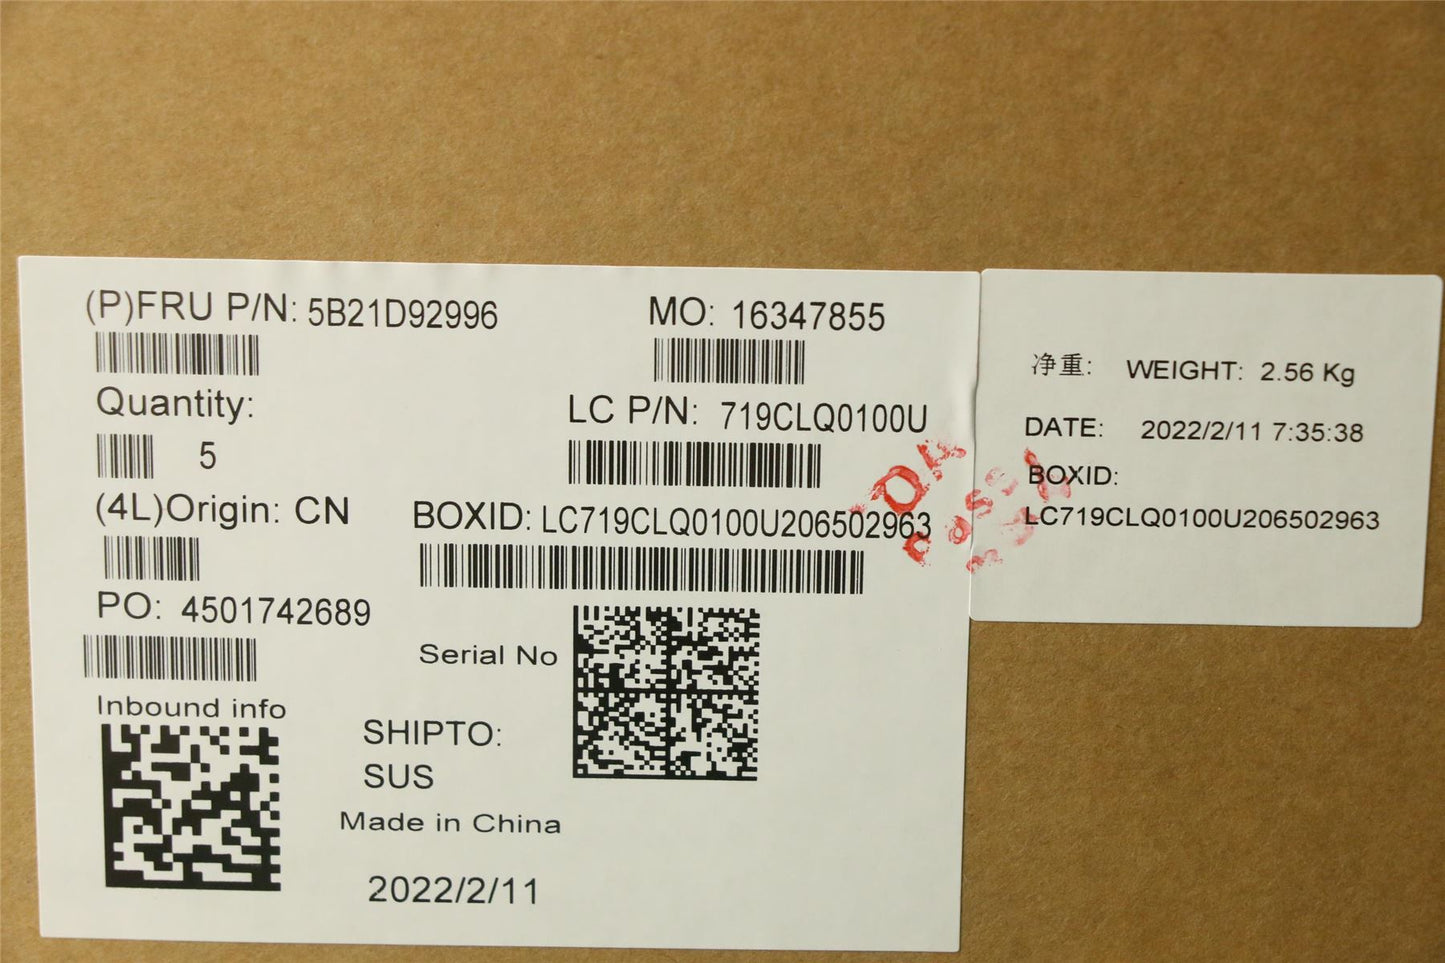 (P)FRU P/N: 5B21D92996
MO: 16347855
Quantity:
5
LC P/N: 719CLQ0100U
(4L)Origin: CN
BOXID: LC719CLQ0100U206502963
PO: 4501742689
Serial No
Inbound info
SHIPTO:
SUS
Made in China
2022/2/11
净重: WEIGHT: 2.56 Kg
DATE: 2022/2/11 7:35:38
BOXID:
LC719CLQ0100U206502963
QA
Pass